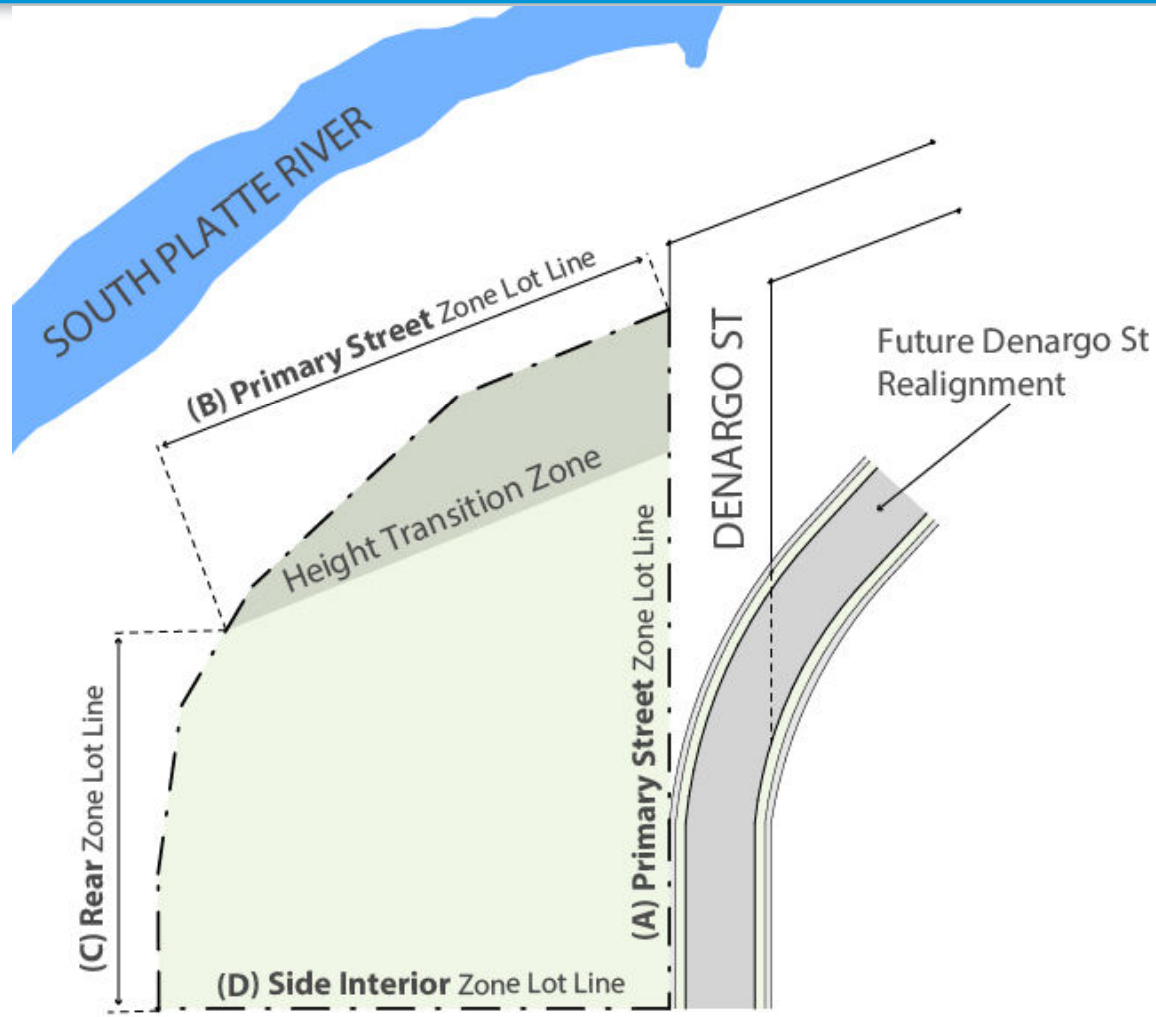 SOUTH PLATTE RIVER
(B) Primary Street Zone Lot Line
DENARGO ST
Future Denargo St
Realignment
Height Transition Zone
(A) Primary Street Zone Lot Line
(C) Rear Zone Lot Line
(D) Side Interior Zone Lot Line